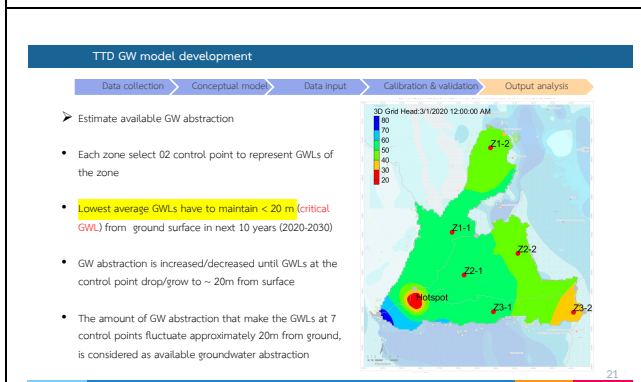 TTD GW model development
Data collection
Conceptual model
Data input
Calibration & validation
Output analysis
➢ Estimate available GW abstraction
• Each zone select 02 control point to represent GWLs of
the zone
• Lowest average GWLs have to maintain < 20 m (critical
GWL) from ground surface in next 10 years (2020-2030)
• GW abstraction is increased/decreased until GWLs at the
control point drop/grow to ~ 20m from surface
• The amount of GW abstraction that make the GWLs at 7
control points fluctuate approximately 20m from ground,
is considered as available groundwater abstraction
3D Grid Head:3/1/2020 12:00:00 AM
80
70
60
50
40
30
20
Z1-2
Z1-1
Z2-2
Z2-1
Hotspot
Z3-1
Z3-2
21